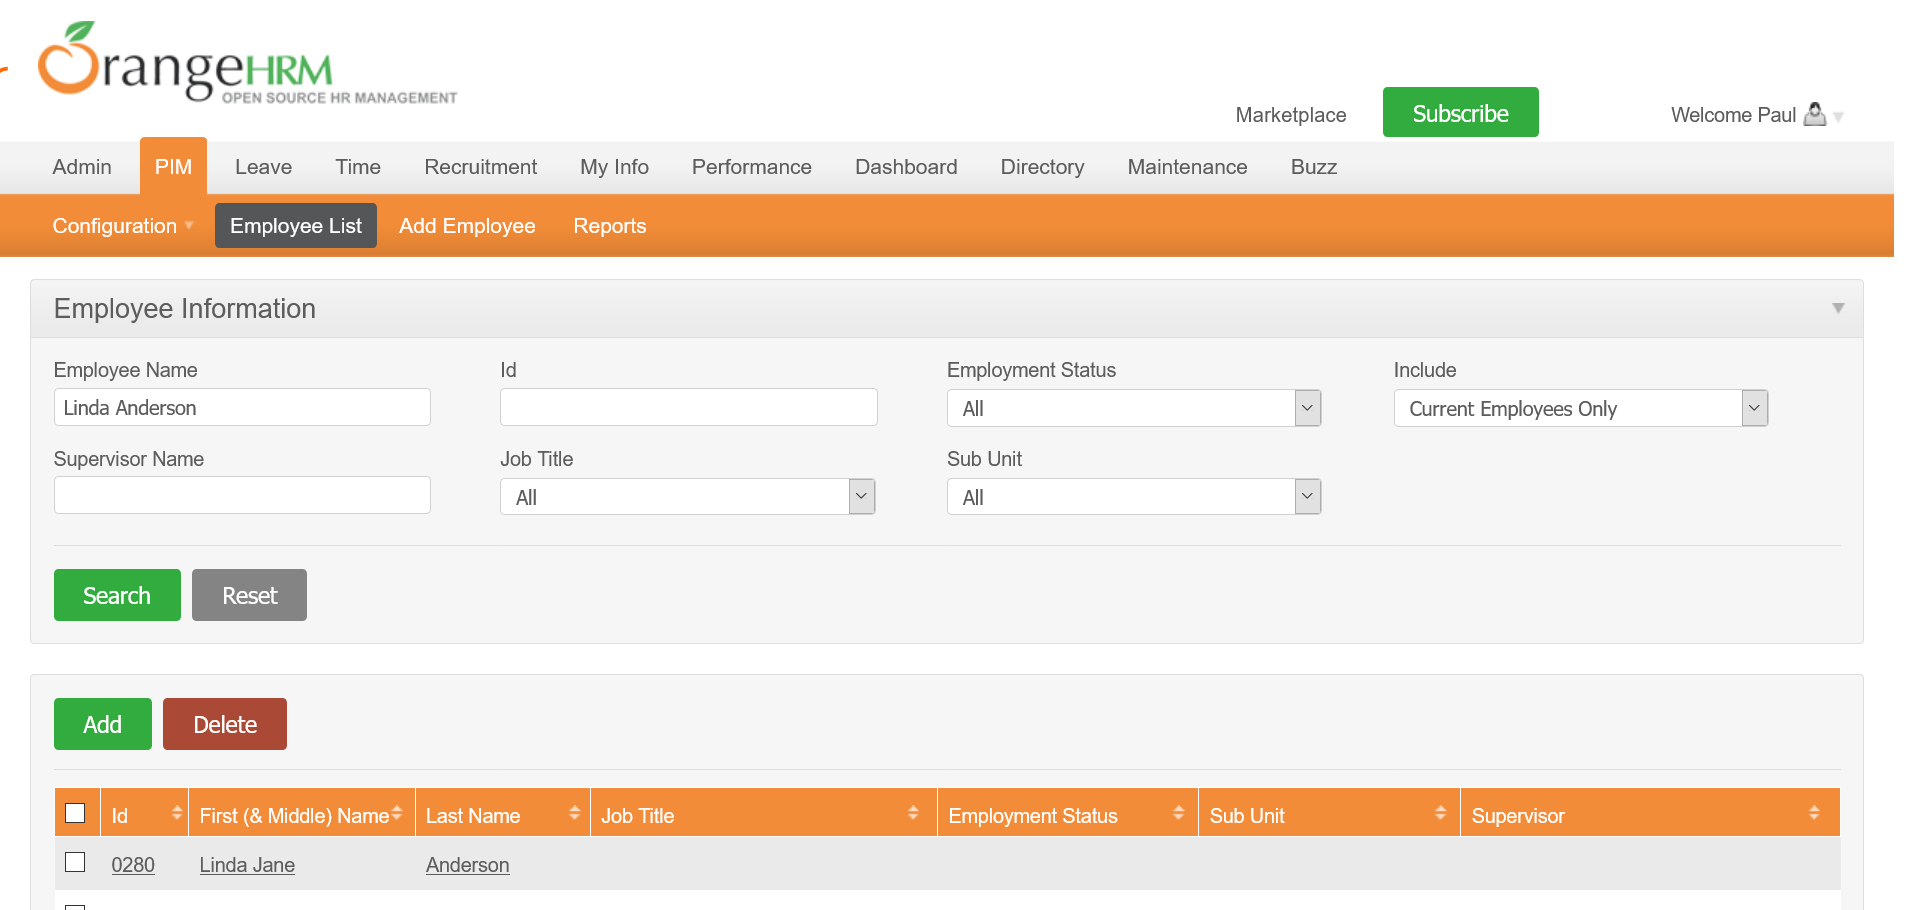 OrangeHRM
OPEN SOURCE HR MANAGEMENT
Marketplace Subscribe Welcome Paul
Admin PIM Leave Time Recruitment My Info Performance Dashboard Directory Maintenance Buzz
Configuration Employee List Add Employee Reports
Employee Information
Employee Name Id Employment Status Include
Linda Anderson All Current Employees Only
Supervisor Name Job Title Sub Unit
All All
Search Reset
Add Delete
Id First (& Middle) Name Last Name Job Title Employment Status Sub Unit Supervisor
0280 Linda Jane Anderson